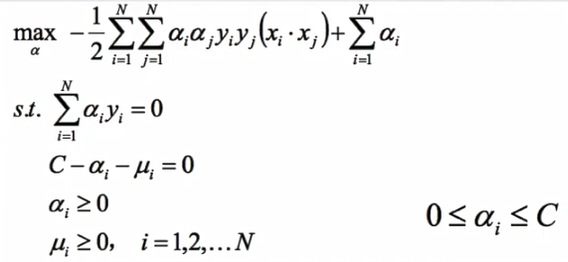 max_α −1/2 ∑_{i=1}^{N} ∑_{j=1}^{N} α_i α_j y_i y_j (x_i · x_j) + ∑_{i=1}^{N} α_i
s.t. ∑_{i=1}^{N} α_i y_i = 0
C − α_i − μ_i = 0
α_i ≥ 0
μ_i ≥ 0, i = 1,2,…N
0 ≤ α_i ≤ C